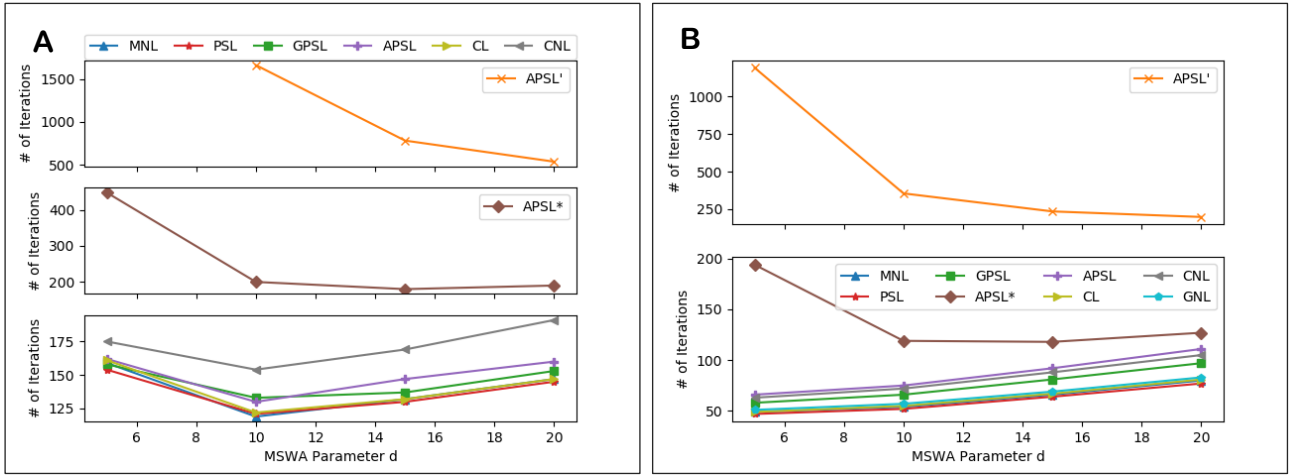 A
MNL PSL GPSL APSL CL CNL
# of Iterations
1500
1000
500
APSL'
# of Iterations
400
300
200
APSL*
# of Iterations
175
150
125
6 8 10 12 14 16 18 20
MSWA Parameter d
B
# of Iterations
1000
750
500
250
APSL'
# of Iterations
200
150
100
50
MNL GPSL APSL CNL
PSL APSL* CL GNL
6 8 10 12 14 16 18 20
MSWA Parameter d